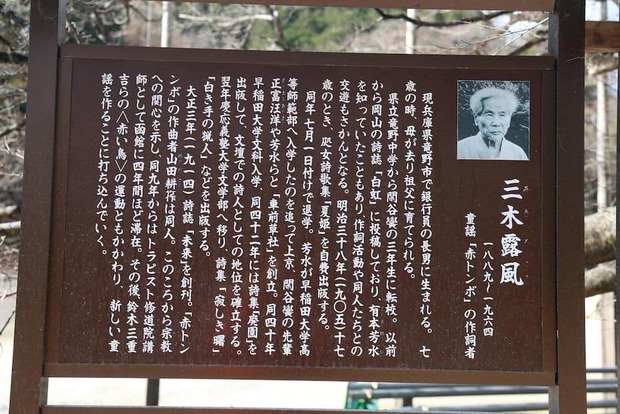 三木露風
一八八九~一九六四
童謡「赤トンボ」の作詞者
現兵庫県竜野市で銀行員の長男に生まれる。七
歳の時、母が去り祖父に育てられる。
県立竜野中学から閑谷黌の三年生に転校。以前
から岡山の詩誌「白虹」に投稿しており、有本芳水
を知っていたこともあり、作詞活動や同人たちとの
交遊もさかんとなる。明治三十八年(一九〇五)十七
歳のとき、処女詩歌集「夏姫」を自費出版する。
同年七月一日付けで退学。芳水が早稲田大学高
等師範部へ入学したのを追って上京、閑谷黌の先輩
正富汪洋や芳水らと「車前草社」を創立。同四十年
早稲田大学文科入学、同四十二年には詩集「廃園」を
出版して、文壇での詩人としての地位を確立する。
翌年慶応義塾大学文学部へ移り、詩集「寂しき曙」
「白き手の猟人」などを出版する。
大正三年(一九一四)詩誌「未来」を創刊。「赤トン
ボ」の作曲者山田耕筰は同人。このころから宗教
への関心を示し、同九年からはトラピスト修道院講
師として函館に四年間ほど滞在。その後、鈴木三重
吉らの〈赤い鳥〉の運動ともかかわり、新しい童
謡を作ることに打ち込んでいく。